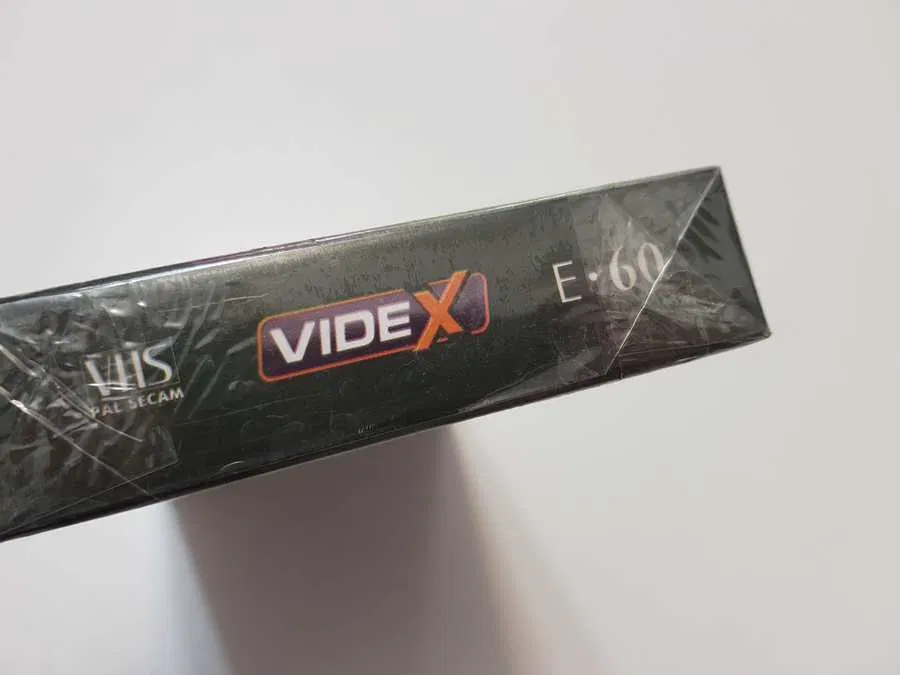 VHS
PAL SECAM
VIDEX
E·60